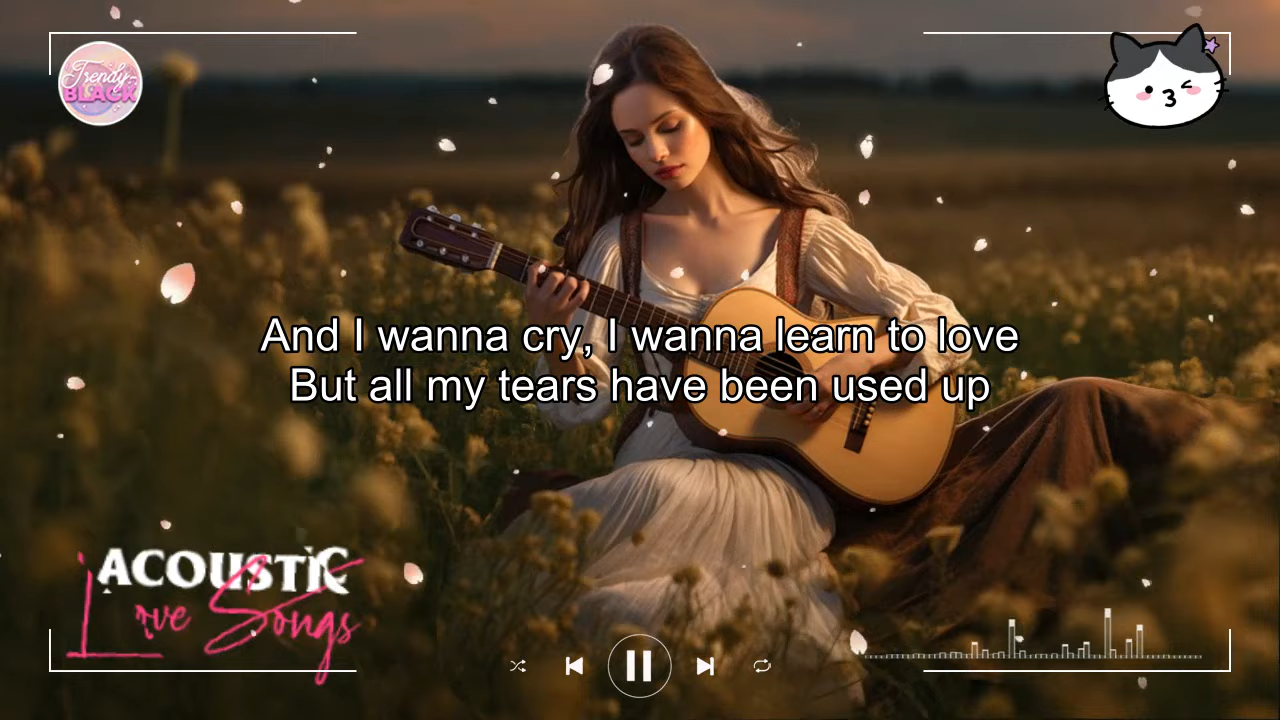 Trendy
BLACK
And I wanna cry, I wanna learn to love
But all my tears have been used up
ACOUSTIC
Love Songs